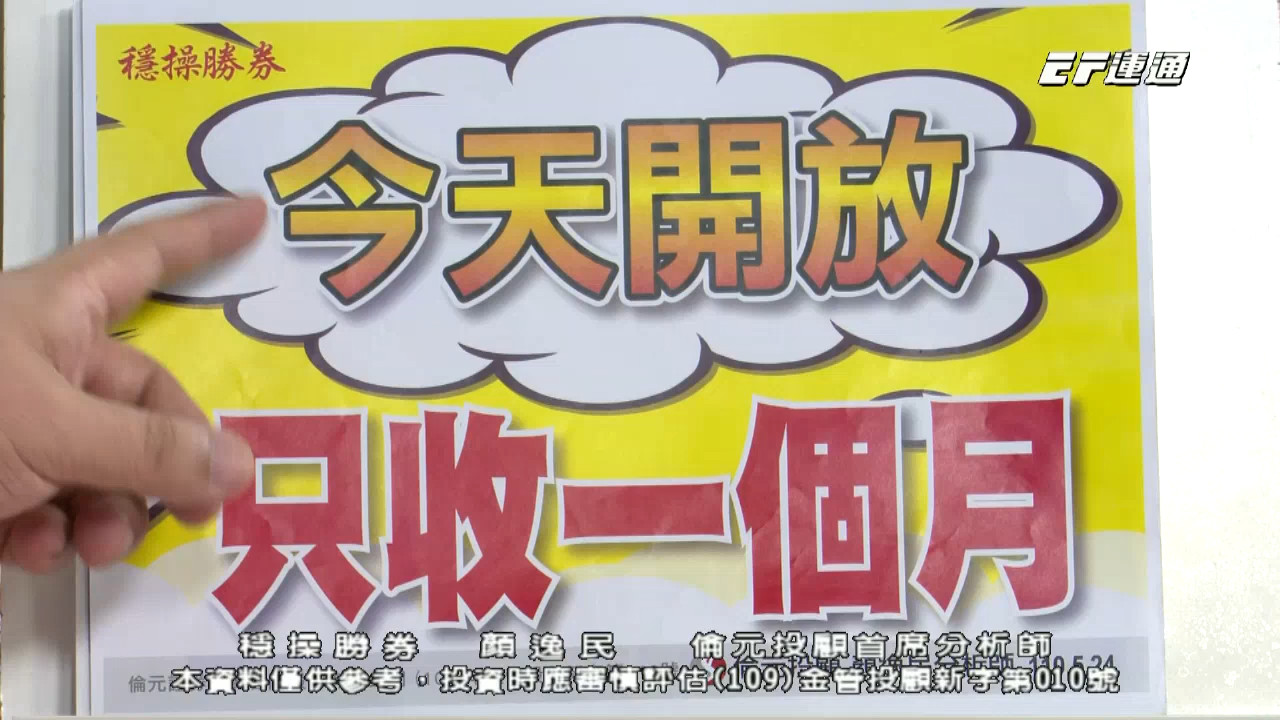 穩操勝券
EF運通
今天開放
只收一個月
穩操勝券 顏逸民 倫元投顧首席分析師
本資料僅供參考，投資時應審慎評估(109)金管投顧新字第010號